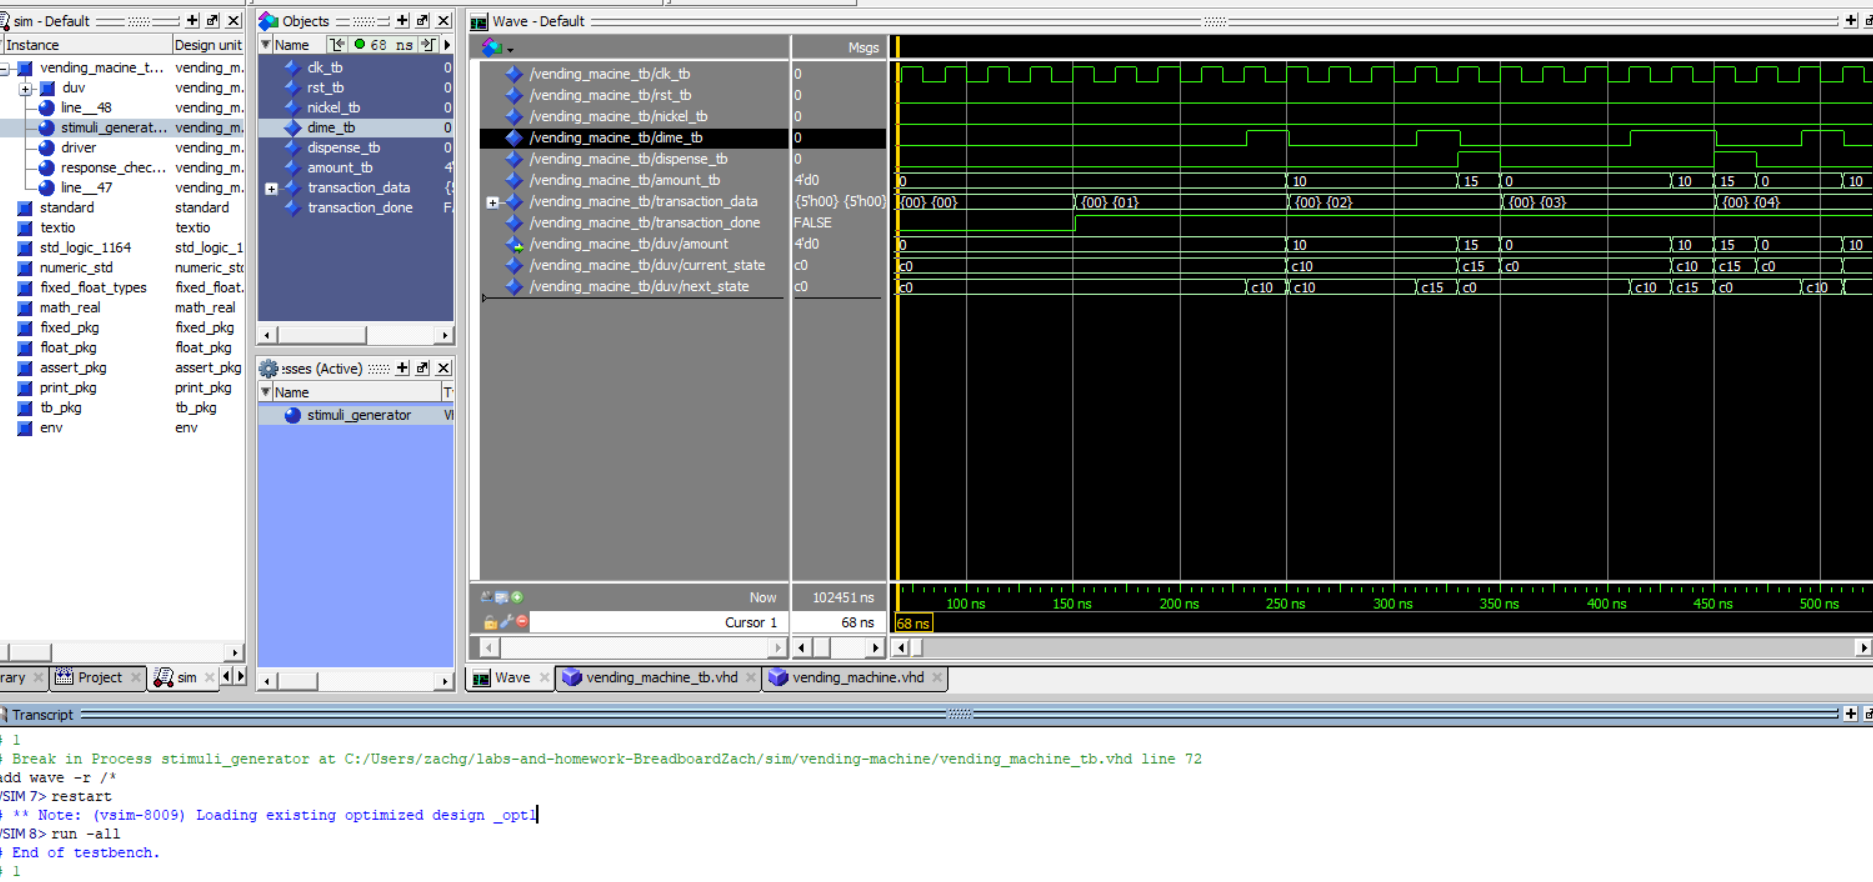 sim - Default
Instance Design unit
vending_macine_t... vending_m.
duv vending_m.
line__48 vending_m.
stimuli_generat... vending_m.
driver vending_m.
response_chec... vending_m.
line__47 vending_m.
standard standard
textio textio
std_logic_1164 std_logic_1
numeric_std numeric_std
fixed_float_types fixed_float.
math_real math_real
fixed_pkg fixed_pkg
float_pkg float_pkg
assert_pkg assert_pkg
print_pkg print_pkg
tb_pkg tb_pkg
env env
rary Project sim
Objects
Name 68 ns
clk_tb 0
rst_tb 0
nickel_tb 0
dime_tb 0
dispense_tb 0
amount_tb 4'
transaction_data {5
transaction_done F
esses (Active)
Name T
stimuli_generator VI
Wave - Default
Msgs
/vending_macine_tb/clk_tb 0
/vending_macine_tb/rst_tb 0
/vending_macine_tb/nickel_tb 0
/vending_macine_tb/dime_tb 0
/vending_macine_tb/dispense_tb 0
/vending_macine_tb/amount_tb 4'd0 0 10 15 0 10 15 0 10
/vending_macine_tb/transaction_data {5'h00} {5'h00} {00} {00} {00} {01} {00} {02} {00} {03} {00} {04}
/vending_macine_tb/transaction_done FALSE
/vending_macine_tb/duv/amount 4'd0 0 10 15 0 10 15 0 10
/vending_macine_tb/duv/current_state c0 c0 c10 c15 c0 c10 c15 c0
/vending_macine_tb/duv/next_state c0 c0 c10 c10 c15 c0 c10 c15 c0 c10
Now 102451 ns 100 ns 150 ns 200 ns 250 ns 300 ns 350 ns 400 ns 450 ns 500 ns
Cursor 1 68 ns 68 ns
Wave vending_machine_tb.vhd vending_machine.vhd
Transcript
# 1
# Break in Process stimuli_generator at C:/Users/zachg/labs-and-homework-BreadboardZach/sim/vending-machine/vending_machine_tb.vhd line 72
add wave -r /*
VSIM 7> restart
# ** Note: (vsim-8009) Loading existing optimized design _opt1
VSIM 8> run -all
# End of testbench.
# 1